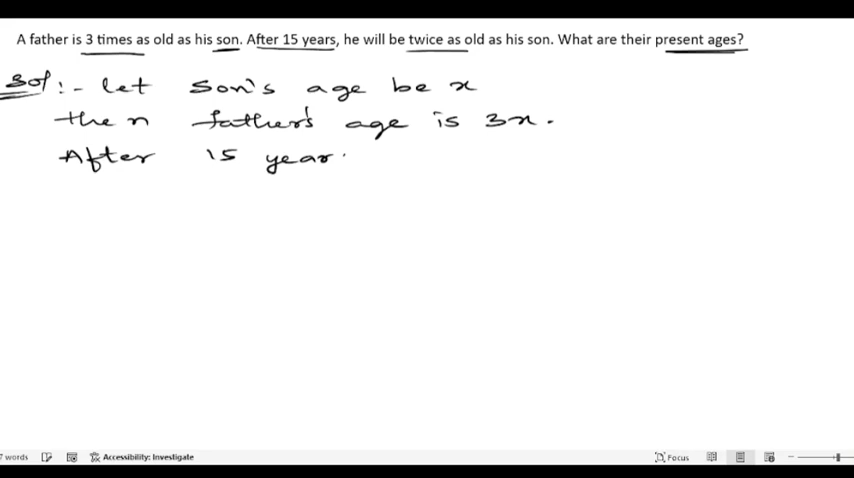 A father is 3 times as old as his son. After 15 years, he will be twice as old as his son. What are their present ages?
Sol:- let son's age be x
then father's age is 3x.
After 15 year.
7 words Accessibility: Investigate Focus